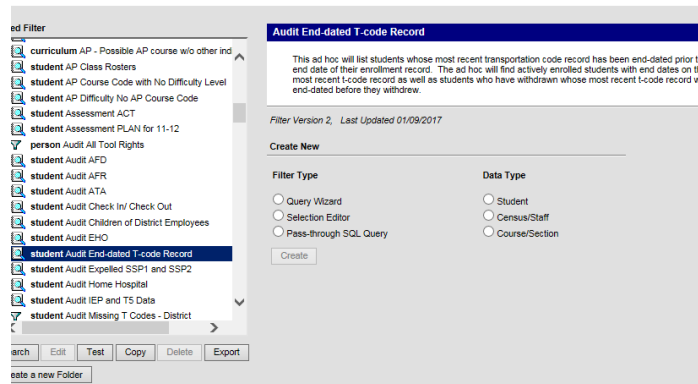 ed Filter
curriculum AP - Possible AP course w/o other ind
student AP Class Rosters
student AP Course Code with No Difficulty Level
student AP Difficulty No AP Course Code
student Assessment ACT
student Assessment PLAN for 11-12
person Audit All Tool Rights
student Audit AFD
student Audit AFR
student Audit ATA
student Audit Check In/ Check Out
student Audit Children of District Employees
student Audit EHO
student Audit End-dated T-code Record
student Audit Expelled SSP1 and SSP2
student Audit Home Hospital
student Audit IEP and T5 Data
student Audit Missing T Codes - District
arch Edit Test Copy Delete Export
eate a new Folder
Audit End-dated T-code Record
This ad hoc will list students whose most recent transportation code record has been end-dated prior t
end date of their enrollment record. The ad hoc will find actively enrolled students with end dates on th
most recent t-code record as well as students who have withdrawn whose most recent t-code record w
end-dated before they withdrew.
Filter Version 2, Last Updated 01/09/2017
Create New
Filter Type Data Type
Query Wizard Student
Selection Editor Census/Staff
Pass-through SQL Query Course/Section
Create